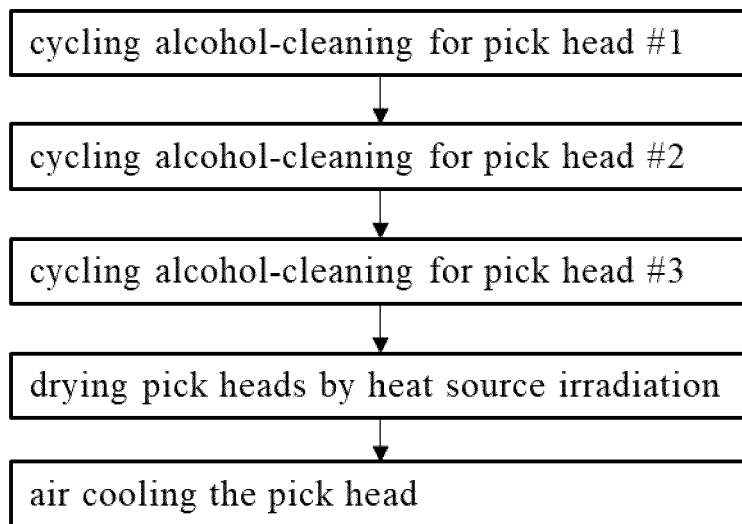 cycling alcohol-cleaning for pick head #1
cycling alcohol-cleaning for pick head #2
cycling alcohol-cleaning for pick head #3
drying pick heads by heat source irradiation
air cooling the pick head